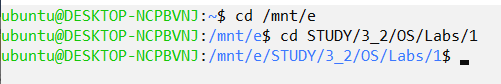 ubuntu@DESKTOP-NCPBVNJ:~$ cd /mnt/e
ubuntu@DESKTOP-NCPBVNJ:/mnt/e$ cd STUDY/3_2/OS/Labs/1
ubuntu@DESKTOP-NCPBVNJ:/mnt/e/STUDY/3_2/OS/Labs/1$